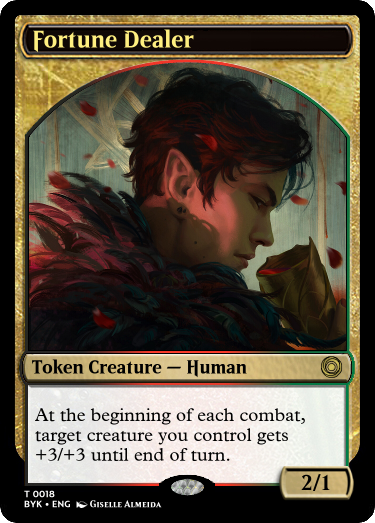 Fortune Dealer
Token Creature — Human
At the beginning of each combat,
target creature you control gets
+3/+3 until end of turn.
2/1
T 0018
BYK • ENG Giselle Almeida